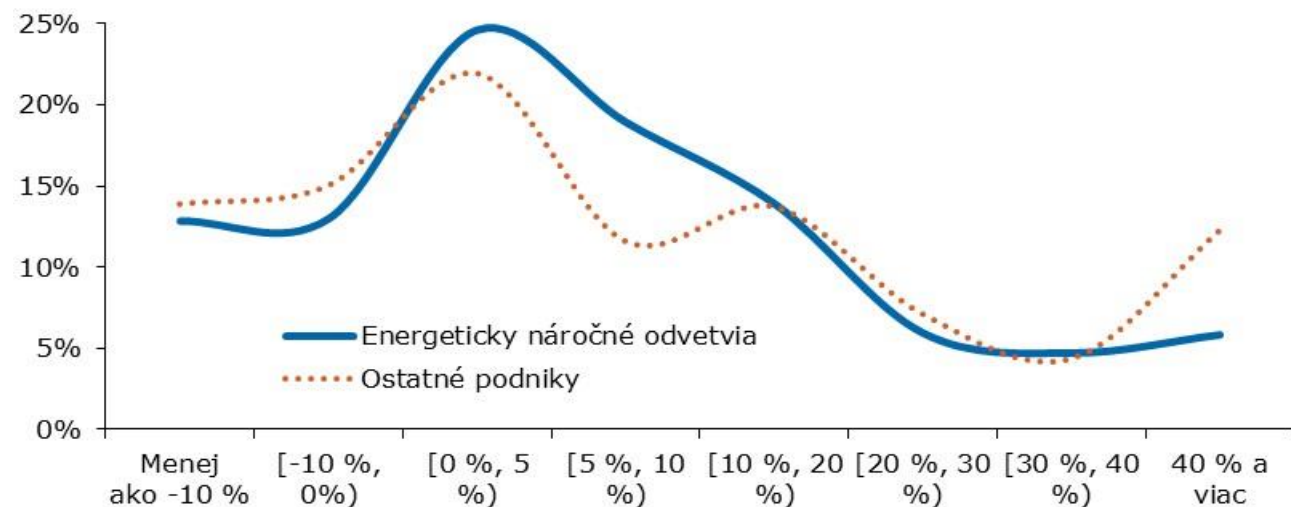 25%
20%
15%
10%
5%
0%
Energeticky náročné odvetvia
Ostatné podniky
Menej ako -10 %
[-10 %, 0%)
[0 %, 5 %)
[5 %, 10 %)
[10 %, 20 %)
[20 %, 30 %)
[30 %, 40 %)
40 % a viac